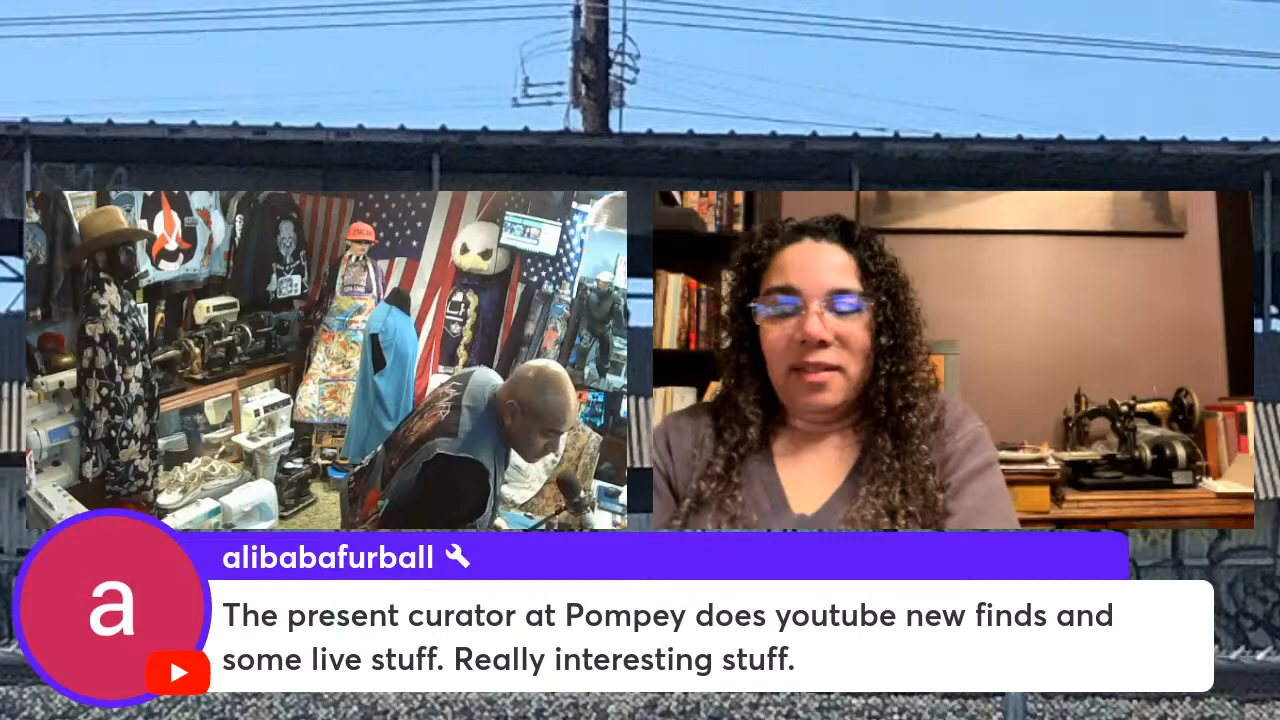 alibabafurball
a
The present curator at Pompey does youtube new finds and
some live stuff. Really interesting stuff.